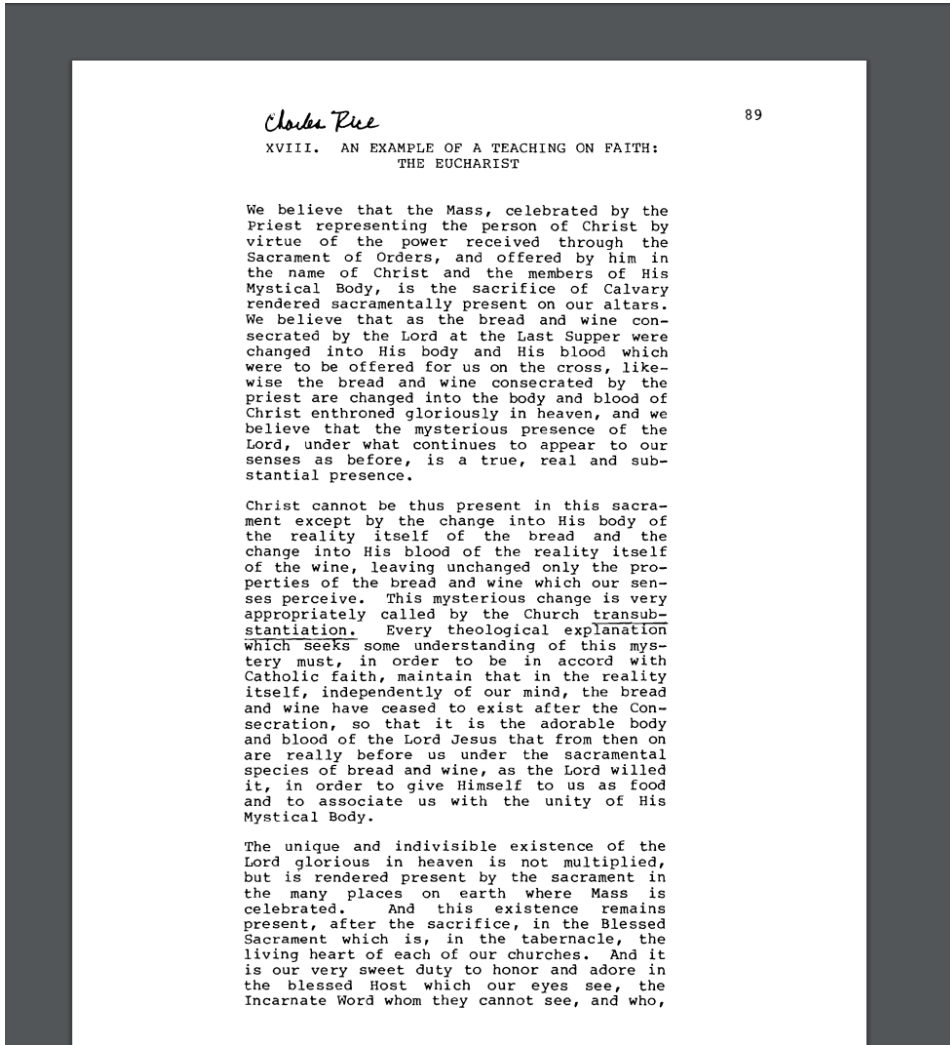 Charles Rice
89
XVIII. AN EXAMPLE OF A TEACHING ON FAITH:
THE EUCHARIST
We believe that the Mass, celebrated by the
Priest representing the person of Christ by
virtue of the power received through the
Sacrament of Orders, and offered by him in
the name of Christ and the members of His
Mystical Body, is the sacrifice of Calvary
rendered sacramentally present on our altars.
We believe that as the bread and wine con-
secrated by the Lord at the Last Supper were
changed into His body and His blood which
were to be offered for us on the cross, like-
wise the bread and wine consecrated by the
priest are changed into the body and blood of
Christ enthroned gloriously in heaven, and we
believe that the mysterious presence of the
Lord, under what continues to appear to our
senses as before, is a true, real and sub-
stantial presence.
Christ cannot be thus present in this sacra-
ment except by the change into His body of
the reality itself of the bread and the
change into His blood of the reality itself
of the wine, leaving unchanged only the pro-
perties of the bread and wine which our sen-
ses perceive. This mysterious change is very
appropriately called by the Church transub-
stantiation. Every theological explanation
which seeks some understanding of this mys-
tery must, in order to be in accord with
Catholic faith, maintain that in the reality
itself, independently of our mind, the bread
and wine have ceased to exist after the Con-
secration, so that it is the adorable body
and blood of the Lord Jesus that from then on
are really before us under the sacramental
species of bread and wine, as the Lord willed
it, in order to give Himself to us as food
and to associate us with the unity of His
Mystical Body.
The unique and indivisible existence of the
Lord glorious in heaven is not multiplied,
but is rendered present by the sacrament in
the many places on earth where Mass is
celebrated. And this existence remains
present, after the sacrifice, in the Blessed
Sacrament which is, in the tabernacle, the
living heart of each of our churches. And it
is our very sweet duty to honor and adore in
the blessed Host which our eyes see, the
Incarnate Word whom they cannot see, and who,